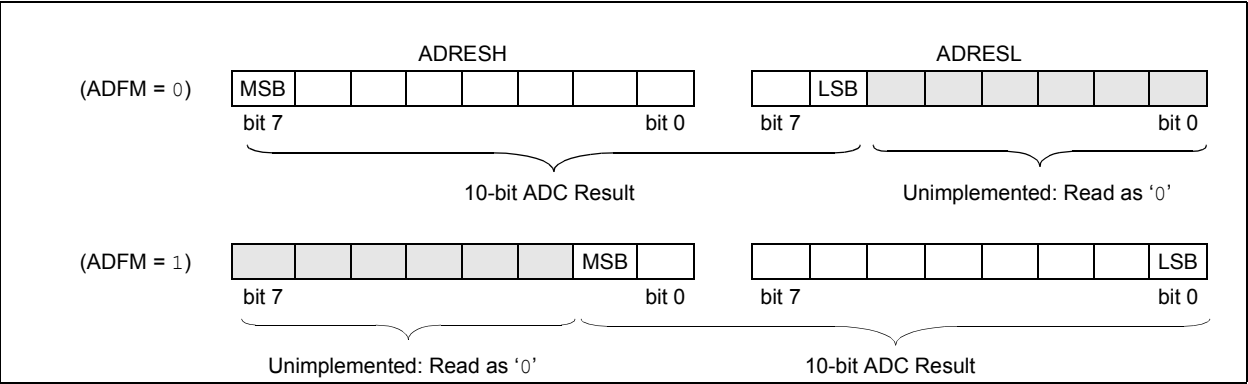 ADRESH ADRESL
(ADFM = 0) MSB LSB
bit 7 bit 0 bit 7 bit 0
10-bit ADC Result Unimplemented: Read as ‘0’
(ADFM = 1) MSB LSB
bit 7 bit 0 bit 7 bit 0
Unimplemented: Read as ‘0’ 10-bit ADC Result